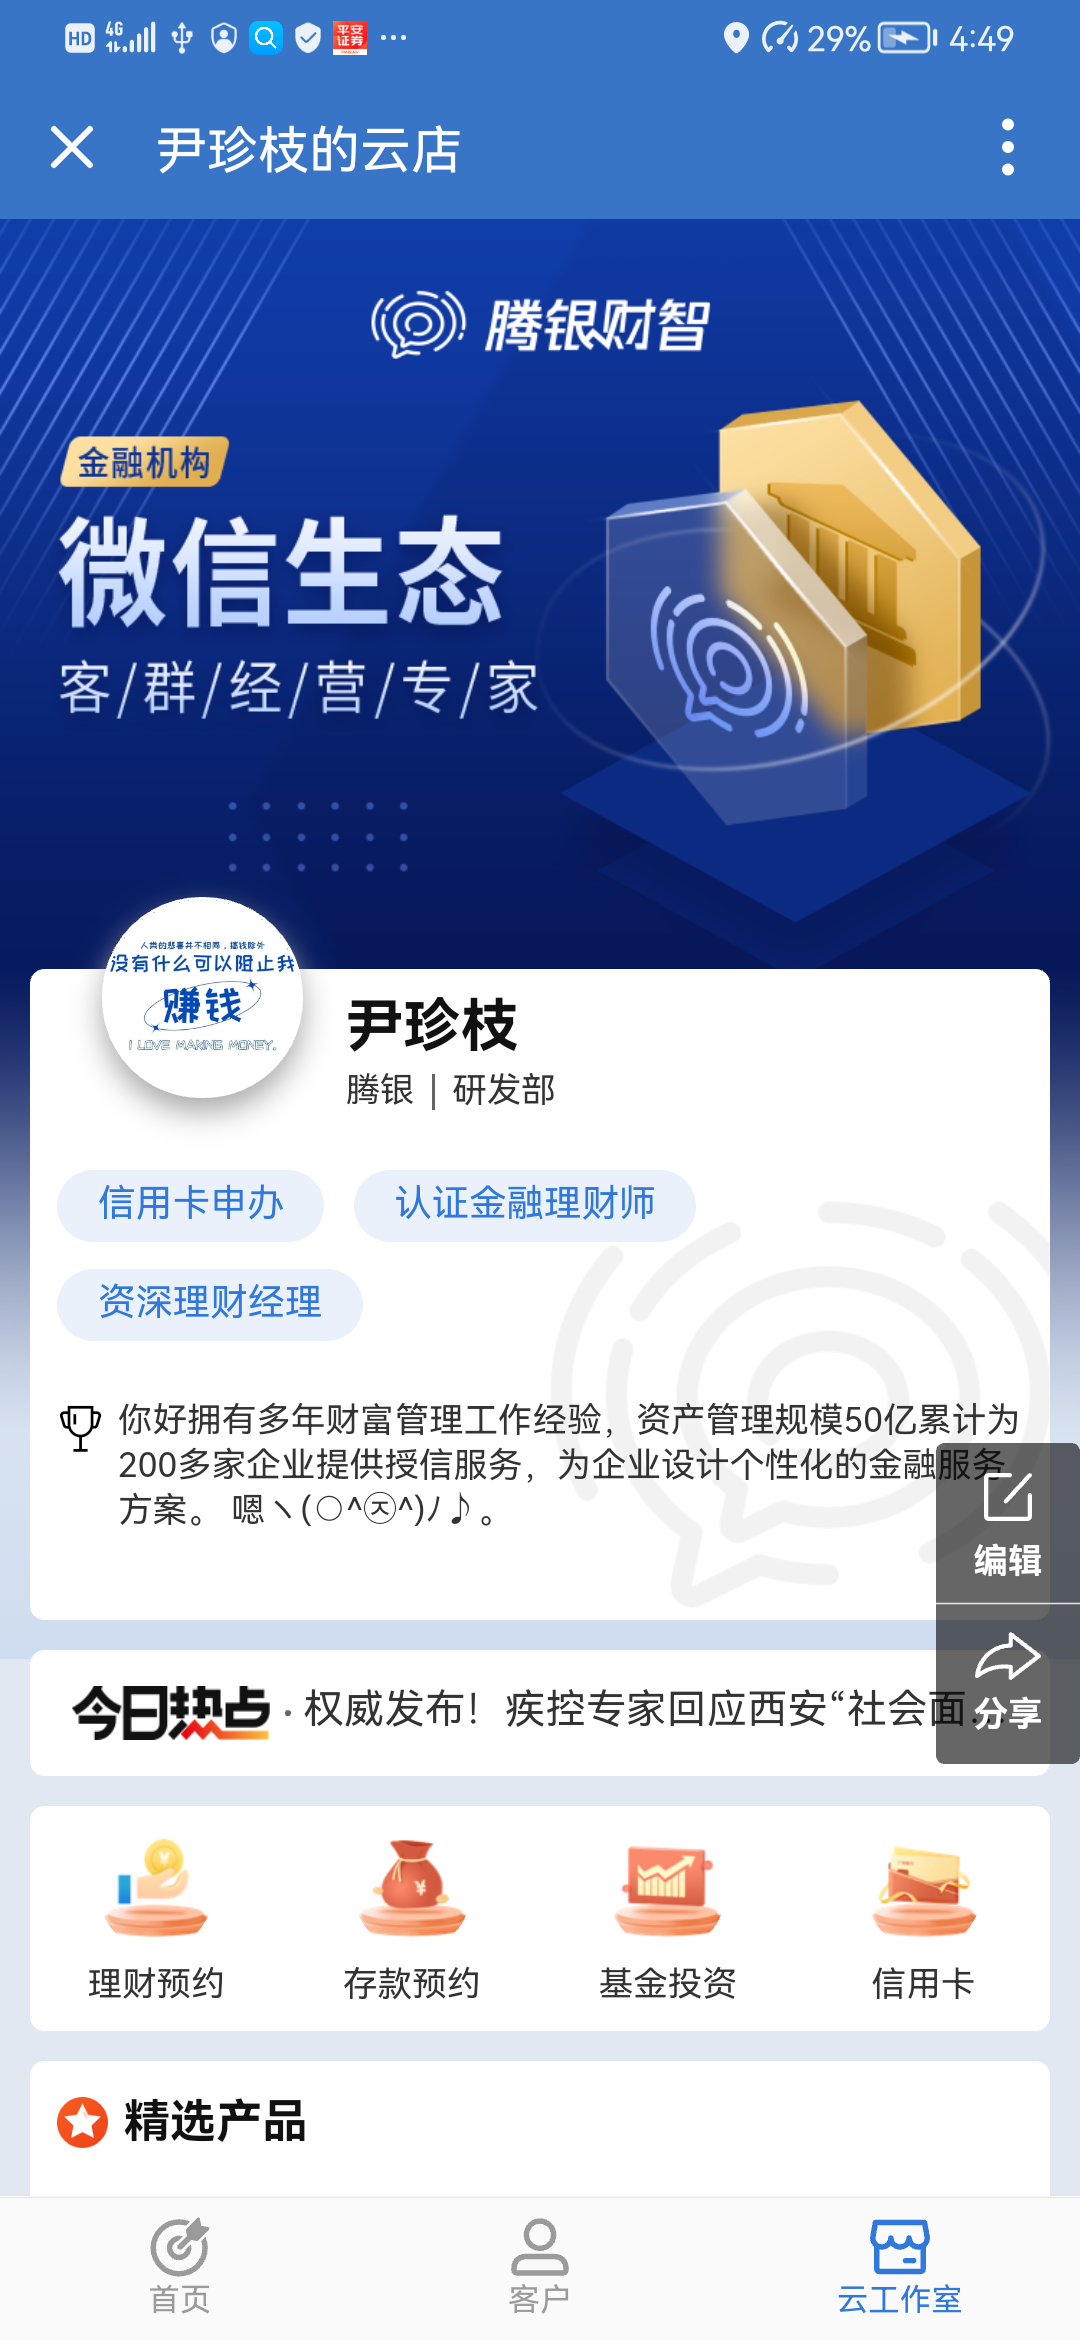 HD 4G 29% 4:49
平安证券
尹珍枝的云店
腾银财智
金融机构
微信生态
客/群/经/营/专/家
人类的悲喜并不相同，搞钱除外
没有什么可以阻止我
赚钱
I LOVE MAKING MONEY.
尹珍枝
腾银 | 研发部
信用卡申办 认证金融理财师
资深理财经理
你好拥有多年财富管理工作经验，资产管理规模50亿累计为
200多家企业提供授信服务，为企业设计个性化的金融服务
方案。 嗯ヽ(○^㉨^)ﾉ♪。
编辑
今日热点 · 权威发布！疾控专家回应西安“社会面...
分享
理财预约 存款预约 基金投资 信用卡
精选产品
首页 客户 云工作室